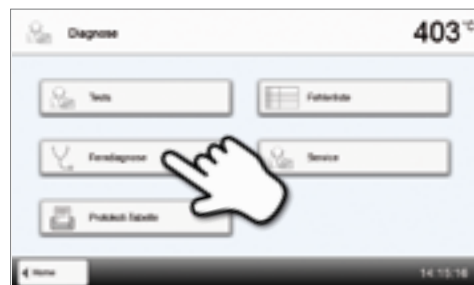 Diagnose
403 °C
Tests
Fehlerliste
Ferndiagnose
Service
Protokoll-Tabelle
Home
14:15:16